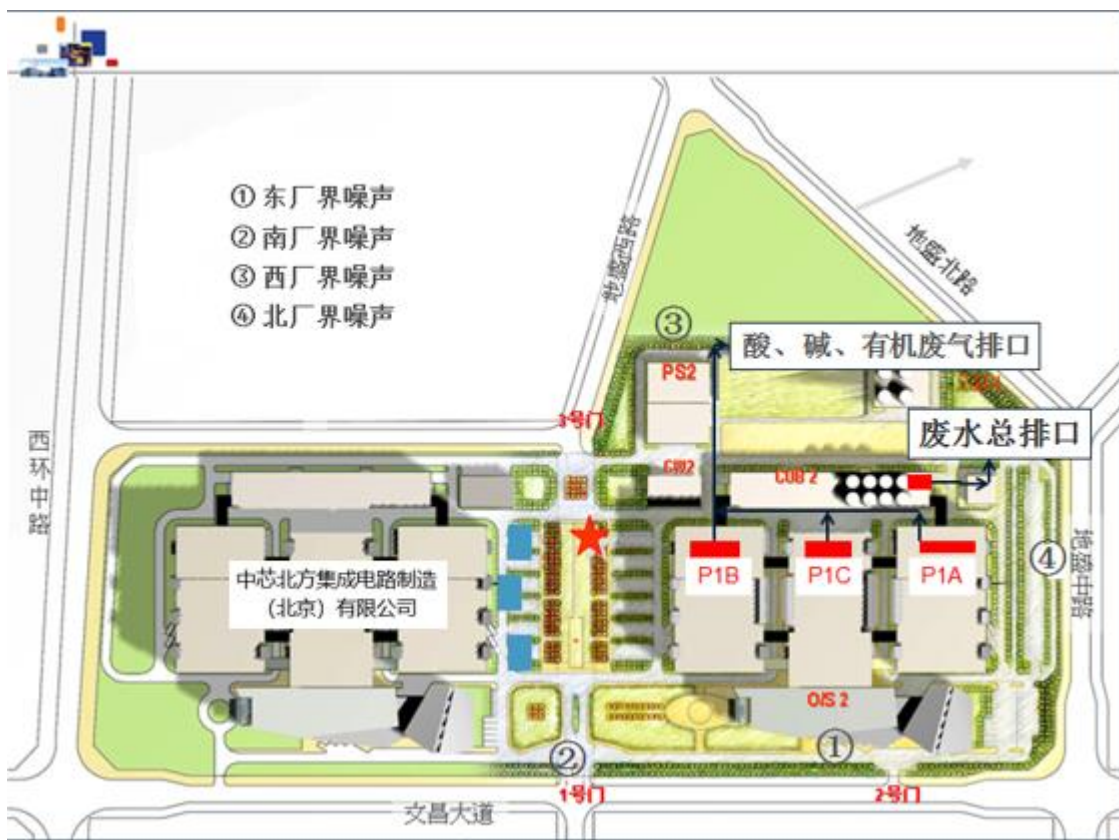 ① 东厂界噪声
② 南厂界噪声
③ 西厂界噪声
④ 北厂界噪声
地盛西路
地盛北路
③
酸、碱、有机废气排口
PS2
3号门
废水总排口
西环中路
CUB 2
④
地盛中路
中芯北方集成电路制造
（北京）有限公司
P1B
P1C
P1A
O/S 2
①
②
1号门
2号门
文昌大道